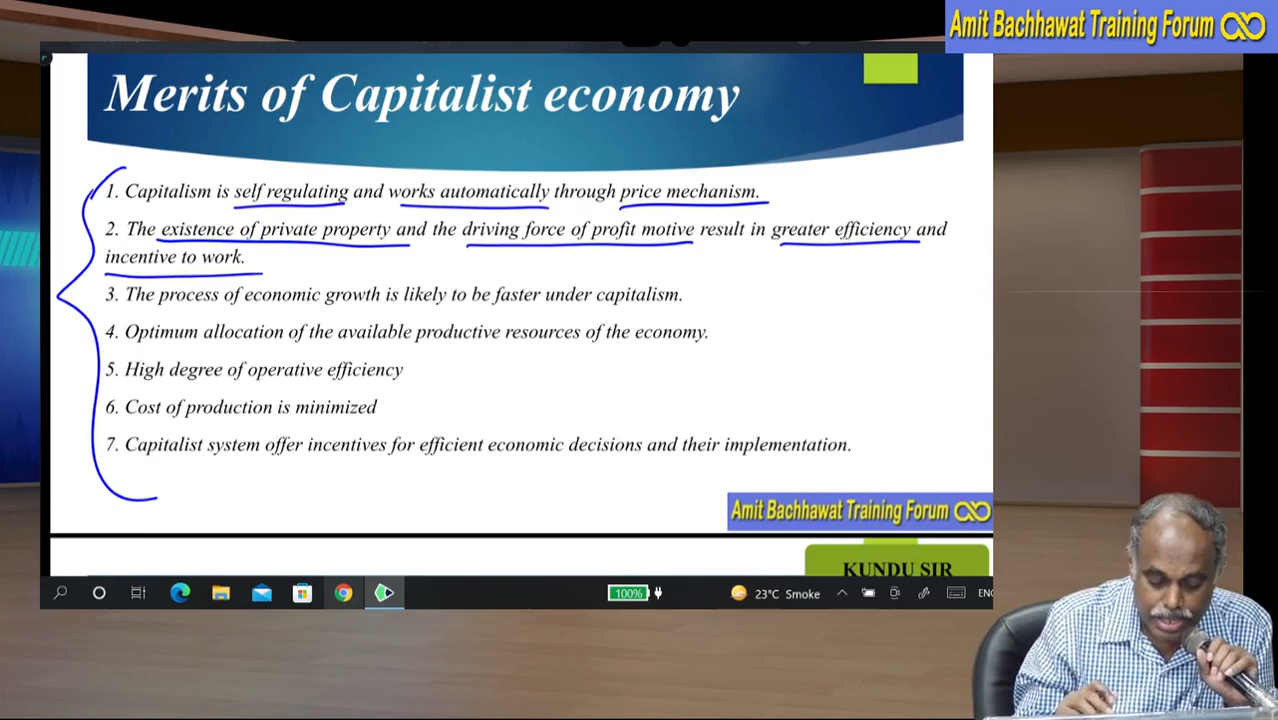 Amit Bachhawat Training Forum
Merits of Capitalist economy
1. Capitalism is self regulating and works automatically through price mechanism.
2. The existence of private property and the driving force of profit motive result in greater efficiency and
incentive to work.
3. The process of economic growth is likely to be faster under capitalism.
4. Optimum allocation of the available productive resources of the economy.
5. High degree of operative efficiency
6. Cost of production is minimized
7. Capitalist system offer incentives for efficient economic decisions and their implementation.
Amit Bachhawat Training Forum
KUNDU SIR
100% 23°C Smoke ENG